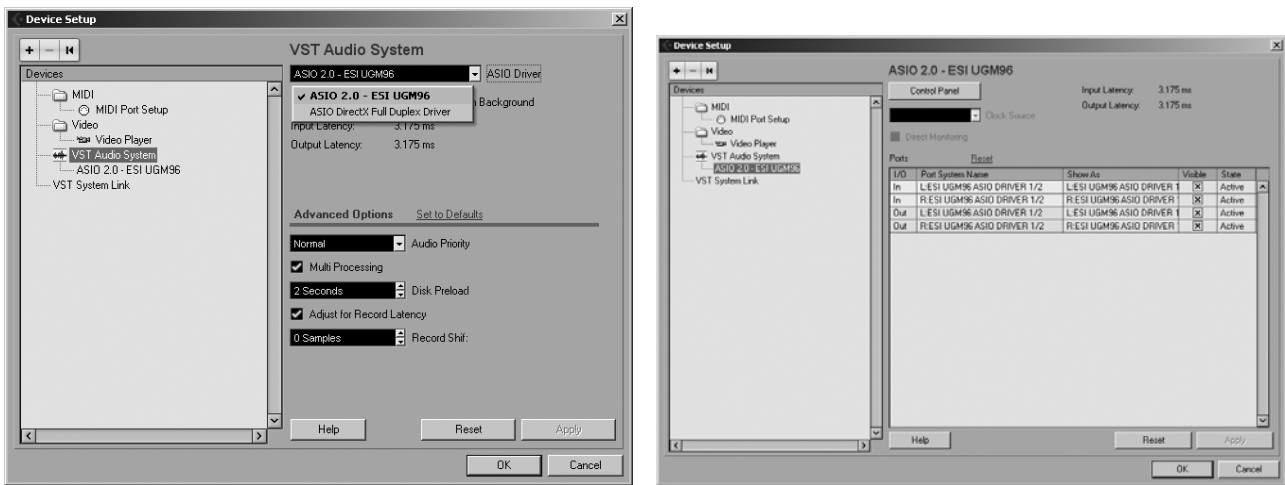 Device Setup
Devices
MIDI
MIDI Port Setup
Video
Video Player
VST Audio System
ASIO 2.0 - ESI UGM96
VST System Link
VST Audio System
ASIO 2.0 - ESI UGM96 ASIO Driver
ASIO 2.0 - ESI UGM96
ASIO DirectX Full Duplex Driver
Background
Input Latency: 3.175 ms
Output Latency: 3.175 ms
Advanced Options Set to Defaults
Normal Audio Priority
Multi Processing
2 Seconds Disk Preload
Adjust for Record Latency
0 Samples Record Shif:
Help Reset Apply
OK Cancel
Device Setup
Devices
MIDI
MIDI Port Setup
Video
Video Player
VST Audio System
ASIO 2.0 - ESI UGM96
VST System Link
ASIO 2.0 - ESI UGM96
Control Panel Input Latency: 3.175 ms
Output Latency: 3.175 ms
Clock Source
Direct Monitoring
Ports Reset
I/O Port System Name Show As Visible State
In L:ESI UGM96 ASIO DRIVER 1/2 L:ESI UGM96 ASIO DRIVER 1 Active
In R:ESI UGM96 ASIO DRIVER 1/2 R:ESI UGM96 ASIO DRIVER Active
Out L:ESI UGM96 ASIO DRIVER 1/2 L:ESI UGM96 ASIO DRIVER 1 Active
Out R:ESI UGM96 ASIO DRIVER 1/2 R:ESI UGM96 ASIO DRIVER Active
Help Reset Apply
OK Cancel